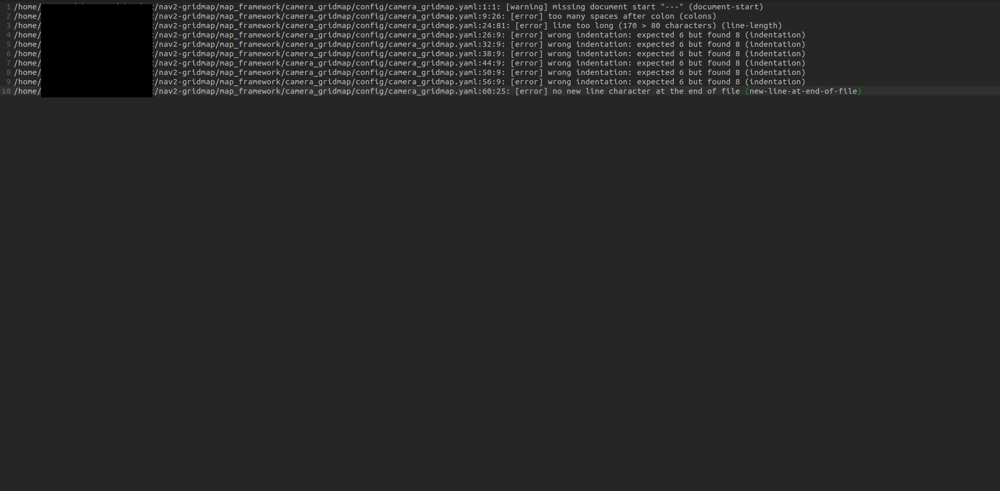 1 /home/ /nav2-gridmap/map_framework/camera_gridmap/config/camera_gridmap.yaml:1:1: [warning] missing document start "---" (document-start)
2 /home/ /nav2-gridmap/map_framework/camera_gridmap/config/camera_gridmap.yaml:9:26: [error] too many spaces after colon (colons)
3 /home/ /nav2-gridmap/map_framework/camera_gridmap/config/camera_gridmap.yaml:24:81: [error] line too long (170 > 80 characters) (line-length)
4 /home/ /nav2-gridmap/map_framework/camera_gridmap/config/camera_gridmap.yaml:26:9: [error] wrong indentation: expected 6 but found 8 (indentation)
5 /home/ /nav2-gridmap/map_framework/camera_gridmap/config/camera_gridmap.yaml:32:9: [error] wrong indentation: expected 6 but found 8 (indentation)
6 /home/ /nav2-gridmap/map_framework/camera_gridmap/config/camera_gridmap.yaml:38:9: [error] wrong indentation: expected 6 but found 8 (indentation)
7 /home/ /nav2-gridmap/map_framework/camera_gridmap/config/camera_gridmap.yaml:44:9: [error] wrong indentation: expected 6 but found 8 (indentation)
8 /home/ /nav2-gridmap/map_framework/camera_gridmap/config/camera_gridmap.yaml:50:9: [error] wrong indentation: expected 6 but found 8 (indentation)
9 /home/ /nav2-gridmap/map_framework/camera_gridmap/config/camera_gridmap.yaml:56:9: [error] wrong indentation: expected 6 but found 8 (indentation)
10 /home/ /nav2-gridmap/map_framework/camera_gridmap/config/camera_gridmap.yaml:60:25: [error] no new line character at the end of file (new-line-at-end-of-file)